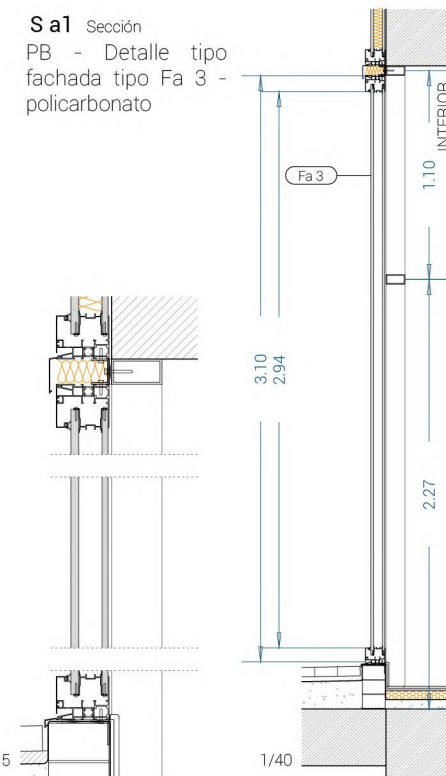 S a1 Sección
PB - Detalle tipo
fachada tipo Fa 3 -
policarbonato
INTERIOR
1.10
Fa 3
3.10
2.94
2.27
5
1/40